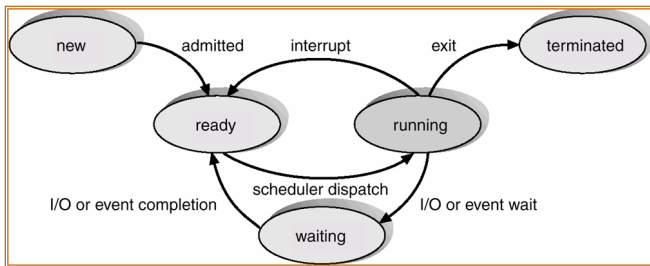 new
admitted
interrupt
exit
terminated
ready
running
scheduler dispatch
I/O or event completion
I/O or event wait
waiting